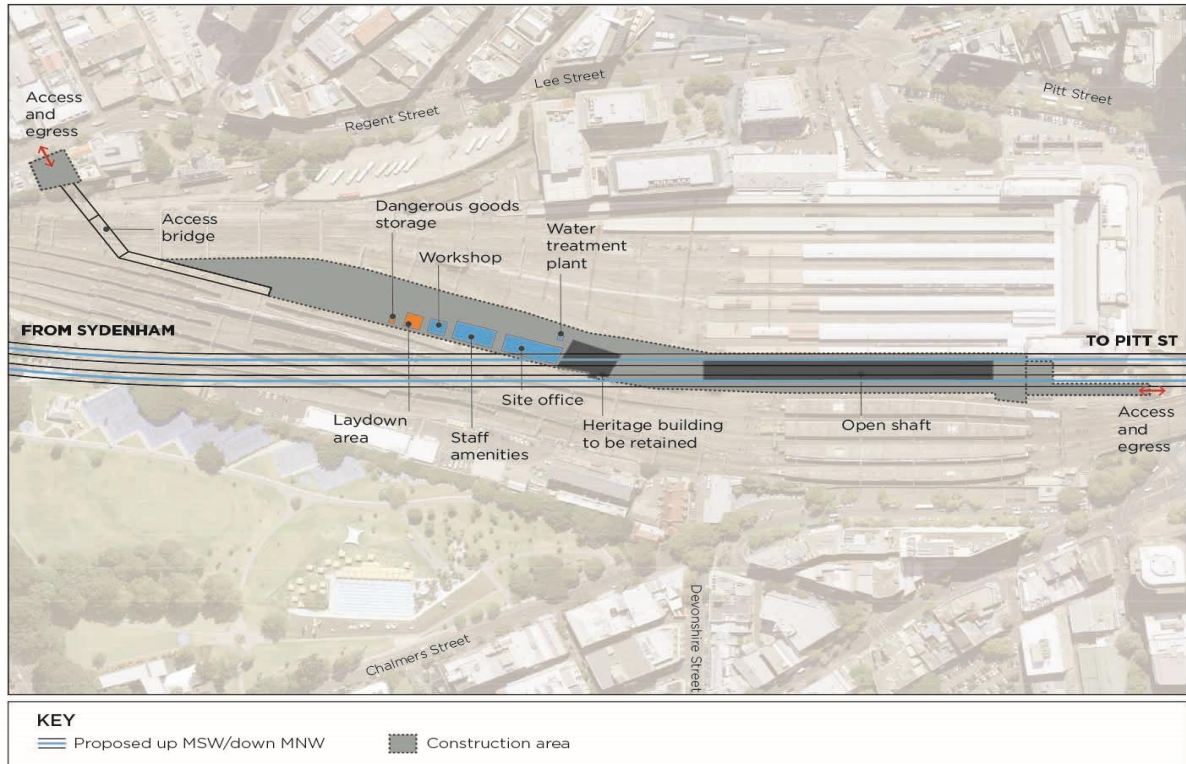 Lee Street
Pitt Street
Access
and
egress
Regent Street
Dangerous goods
storage
Access
bridge
Water
treatment
plant
Workshop
FROM SYDENHAM
TO PITT ST
Site office
Laydown
area
Staff
amenities
Heritage building
to be retained
Open shaft
Access
and
egress
Devonshire Street
Chalmers Street
KEY
Proposed up MSW/down MNW
Construction area